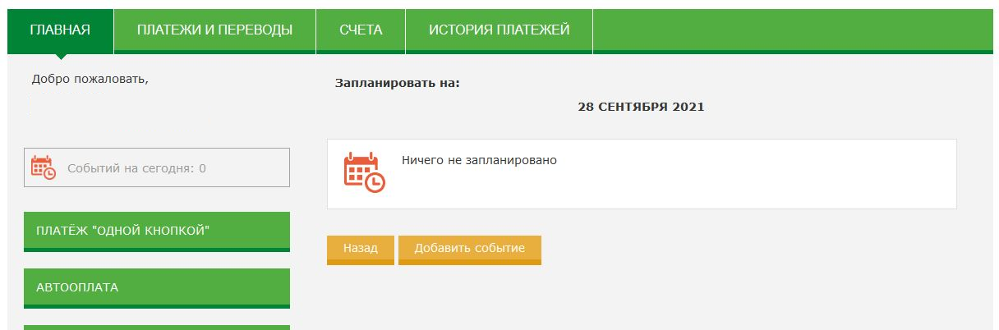 ГЛАВНАЯ
ПЛАТЕЖИ И ПЕРЕВОДЫ
СЧЕТА
ИСТОРИЯ ПЛАТЕЖЕЙ
Добро пожаловать,
Событий на сегодня: 0
ПЛАТЁЖ "ОДНОЙ КНОПКОЙ"
АВТООПЛАТА
Запланировать на:
28 СЕНТЯБРЯ 2021
Ничего не запланировано
Назад
Добавить событие